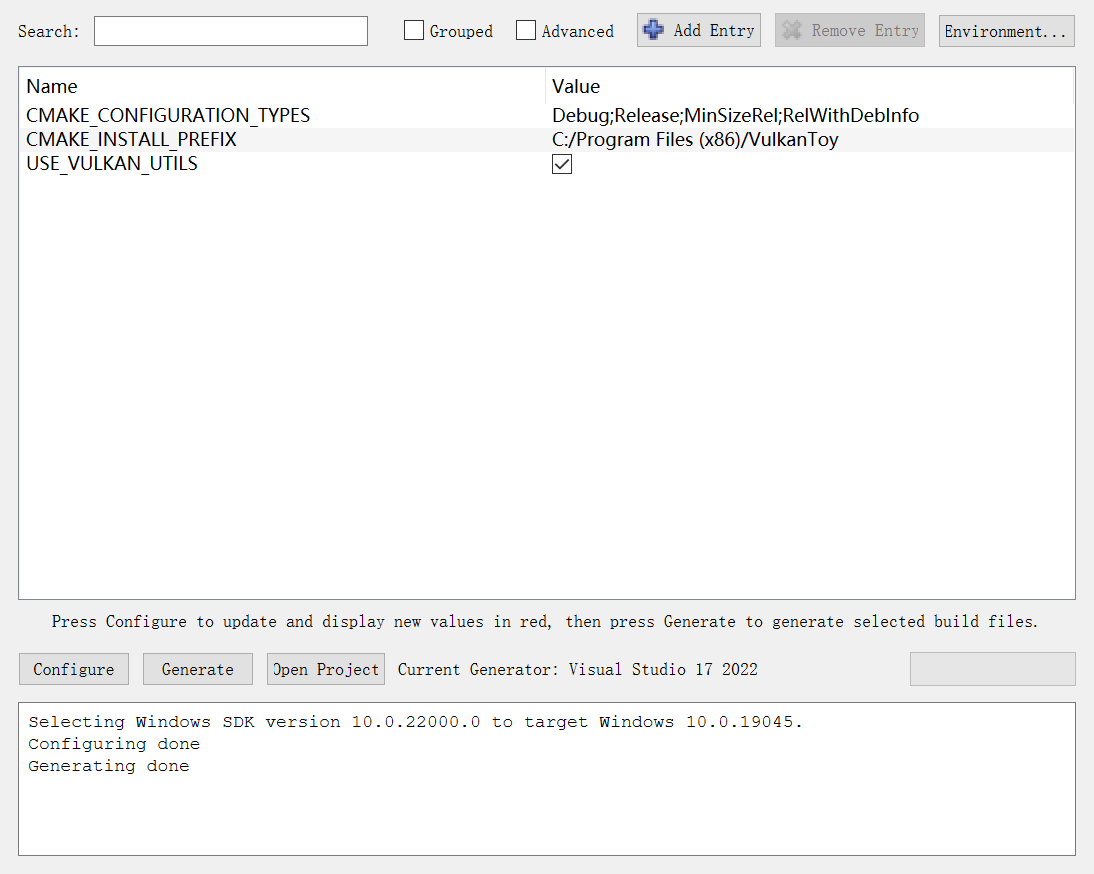 Search: Grouped Advanced Add Entry Remove Entry Environment...
Name Value
CMAKE_CONFIGURATION_TYPES Debug;Release;MinSizeRel;RelWithDebInfo
CMAKE_INSTALL_PREFIX C:/Program Files (x86)/VulkanToy
USE_VULKAN_UTILS
Press Configure to update and display new values in red, then press Generate to generate selected build files.
Configure Generate Open Project Current Generator: Visual Studio 17 2022
Selecting Windows SDK version 10.0.22000.0 to target Windows 10.0.19045.
Configuring done
Generating done